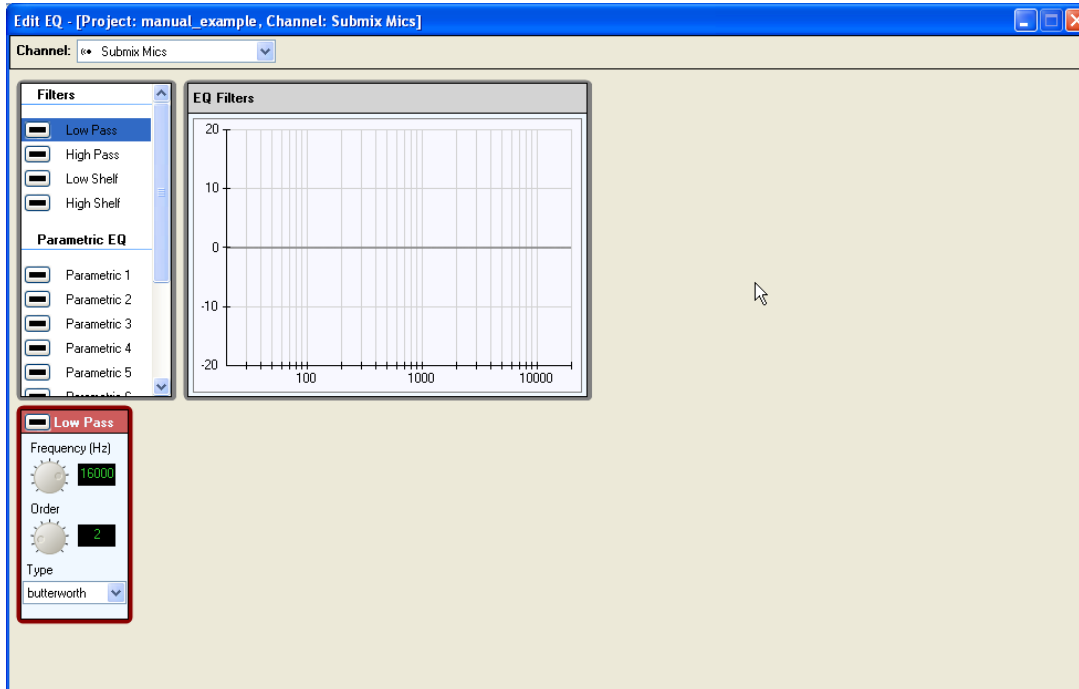 Edit EQ - [Project: manual_example, Channel: Submix Mics]
Channel: Submix Mics
Filters
Low Pass
High Pass
Low Shelf
High Shelf
Parametric EQ
Parametric 1
Parametric 2
Parametric 3
Parametric 4
Parametric 5
EQ Filters
20
10
0
-10
-20
100 1000 10000
Low Pass
Frequency (Hz)
16000
Order
2
Type
butterworth